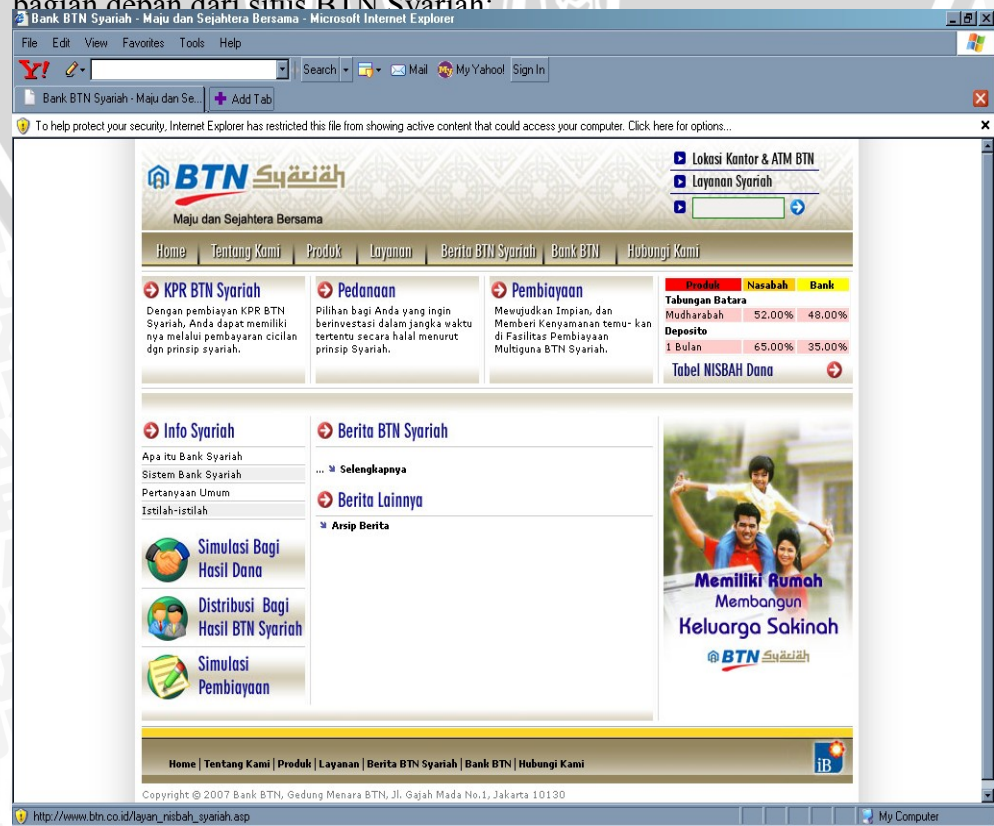 bagian depan dari situs BTN Syariah:
Bank BTN Syariah - Maju dan Sejahtera Bersama - Microsoft Internet Explorer
File Edit View Favorites Tools Help
Y! Search Mail My Yahoo! Sign In
Bank BTN Syariah - Maju dan Se... Add Tab
To help protect your security, Internet Explorer has restricted this file from showing active content that could access your computer. Click here for options...
BTN Syäriäh
Maju dan Sejahtera Bersama
Lokasi Kantor & ATM BTN
Layanan Syariah
Home | Tentang Kami | Produk | Layanan | Berita BTN Syariah | Bank BTN | Hubungi Kami
KPR BTN Syariah
Dengan pembiayan KPR BTN
Syariah, Anda dapat memiliki
nya melalui pembayaran cicilan
dgn prinsip syariah.
Pedanaan
Pilihan bagi Anda yang ingin
berinvestasi dalam jangka waktu
tertentu secara halal menurut
prinsip Syariah.
Pembiayaan
Mewujudkan Impian, dan
Memberi Kenyamanan temu- kan
di Fasilitas Pembiayaan
Multiguna BTN Syariah.
Produk Nasabah Bank
Tabungan Batara
Mudharabah 52.00% 48.00%
Deposito
1 Bulan 65.00% 35.00%
Tabel NISBAH Dana
Info Syariah
Apa itu Bank Syariah
Sistem Bank Syariah
Pertanyaan Umum
Istilah-istilah
Simulasi Bagi
Hasil Dana
Distribusi Bagi
Hasil BTN Syariah
Simulasi
Pembiayaan
Berita BTN Syariah
... Selengkapnya
Berita Lainnya
Arsip Berita
Memiliki Rumah
Membangun
Keluarga Sakinah
BTN Syäriäh
Home | Tentang Kami | Produk | Layanan | Berita BTN Syariah | Bank BTN | Hubungi Kami
iB
Copyright @ 2007 Bank BTN, Gedung Menara BTN, Jl. Gajah Mada No.1, Jakarta 10130
http://www.btn.co.id/layan_nisbah_syariah.asp My Computer